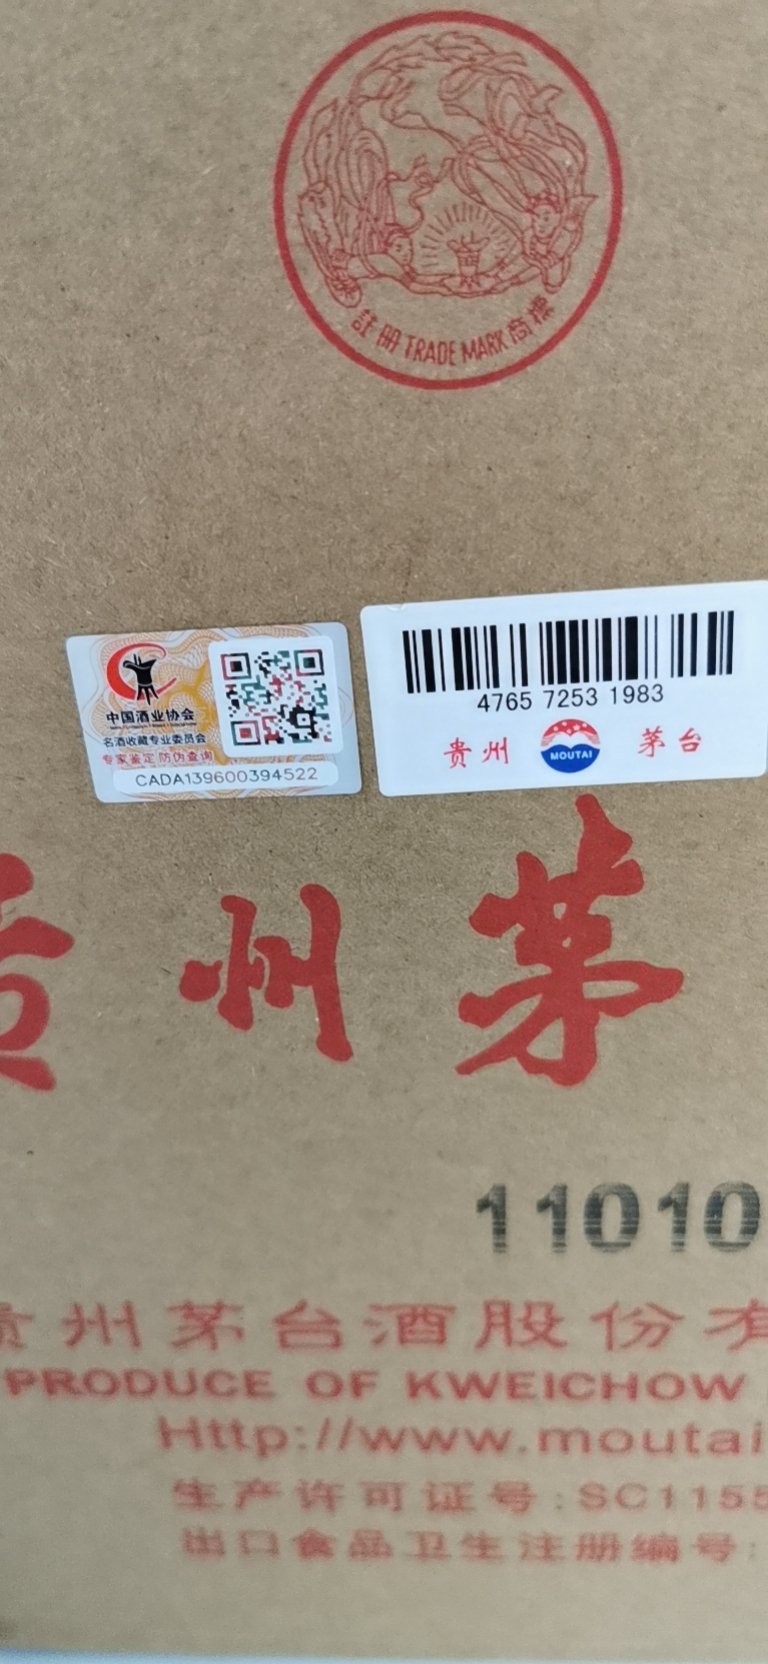 註册 TRADE MARK 商標
中国酒业协会
名酒收藏专业委员会
专家鉴定 防伪查询
CADA139600394522
4765 7253 1983
贵州 MOUTAI 茅台
贵州茅
11010
贵州茅台酒股份有
PRODUCE OF KWEICHOW
Http://www.moutai
生产许可证号:SC1155
出口食品卫生注册编号: